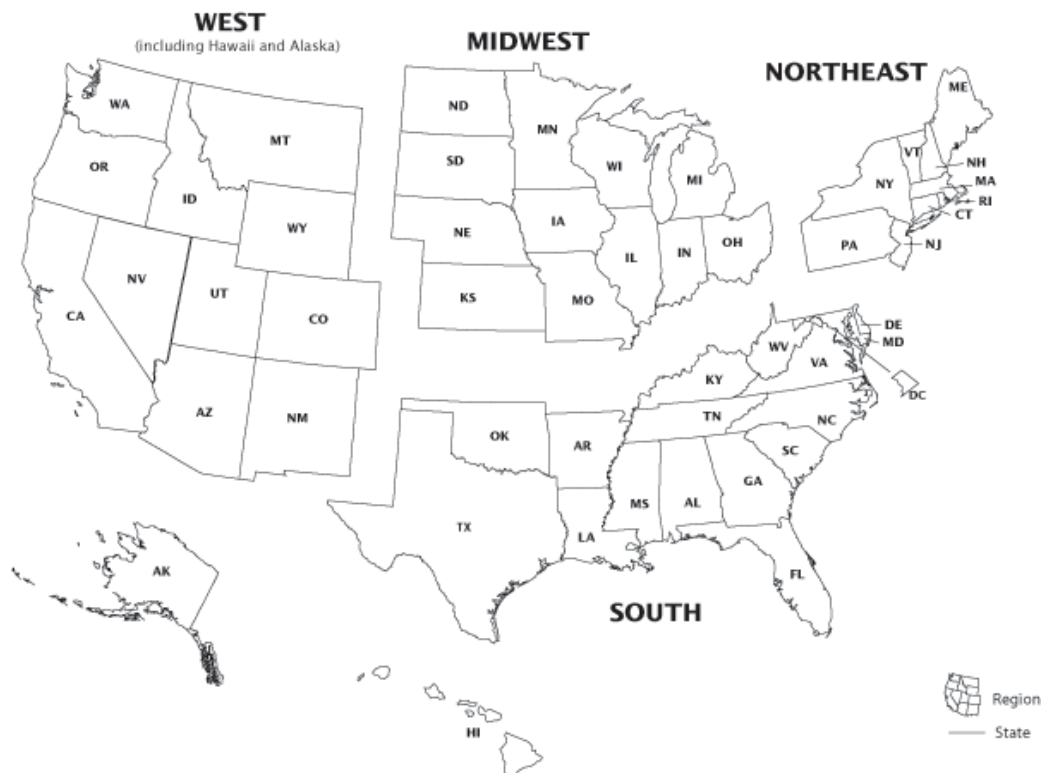 WEST
(including Hawaii and Alaska)
MIDWEST
NORTHEAST
WA
OR
CA
NV
ID
MT
WY
UT
CO
AZ
NM
AK
HI
ND
SD
NE
KS
MN
IA
MO
WI
IL
MI
IN
OH
ME
VT
NH
NY
MA
RI
CT
PA
NJ
DE
MD
WV
VA
DC
KY
TN
NC
SC
OK
AR
TX
LA
MS
AL
GA
FL
SOUTH
Region
State